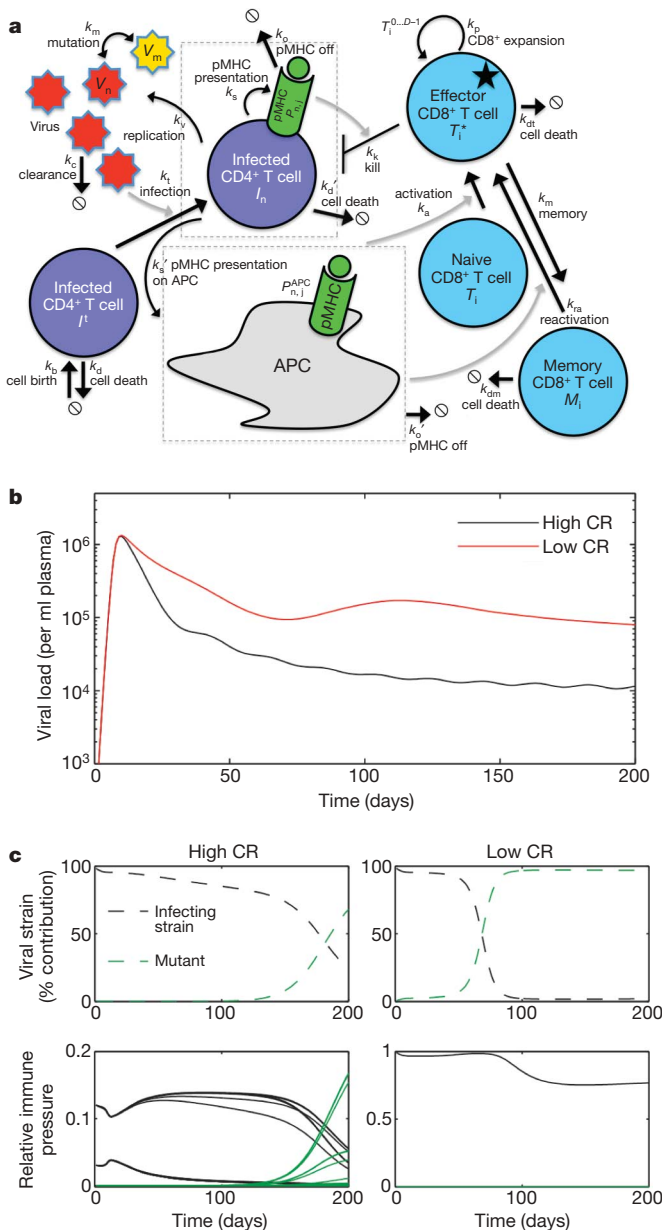 a
k_m
mutation
V_m
V_n
Virus
k_c
clearance
k_v
replication
k_t
infection
k_o
pMHC off
pMHC
presentation
k_s
pMHC
P_n,j
Infected
CD4+ T cell
I_n
k_d′ cell death
k_k
kill
T_i^0...D–1
k_p
CD8+ expansion
Effector
CD8+ T cell
T_i*
k_dt
cell death
activation
k_a
k_m
memory
Naive
CD8+ T cell
T_i
k_ra
reactivation
Memory
CD8+ T cell
M_i
k_dm
cell death
Infected
CD4+ T cell
I^t
k_b
cell birth
k_d
cell death
k_s′ pMHC presentation
on APC
P_n,j^APC
pMHC
APC
k_o′
pMHC off
b
Viral load (per ml plasma)
10^6
10^5
10^4
10^3
High CR
Low CR
0 50 100 150 200
Time (days)
c
High CR
Low CR
Viral strain
(% contribution)
100
50
0
Infecting
strain
Mutant
0 100 200
100
50
0
0 100 200
Relative immune
pressure
0.2
0.1
0
0 100 200
Time (days)
1
0.5
0
0 100 200
Time (days)